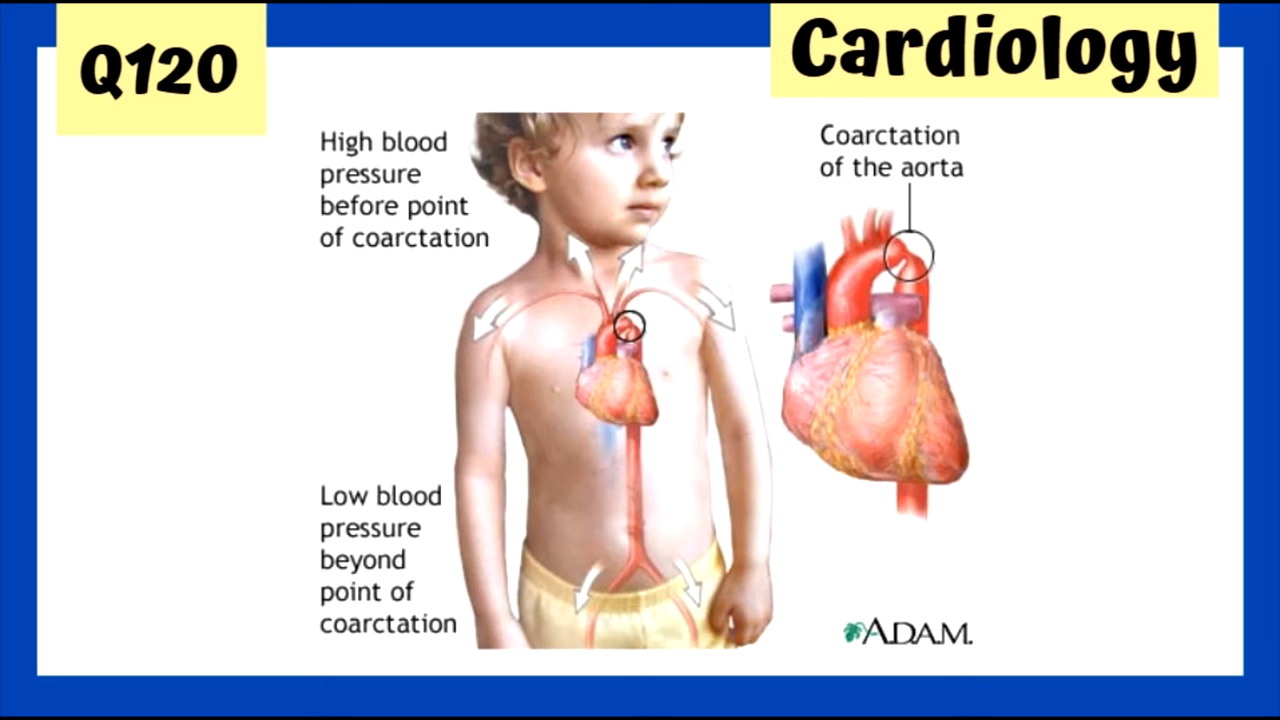 Q120
Cardiology
High blood
pressure
before point
of coarctation
Coarctation
of the aorta
Low blood
pressure
beyond
point of
coarctation
A.D.A.M.